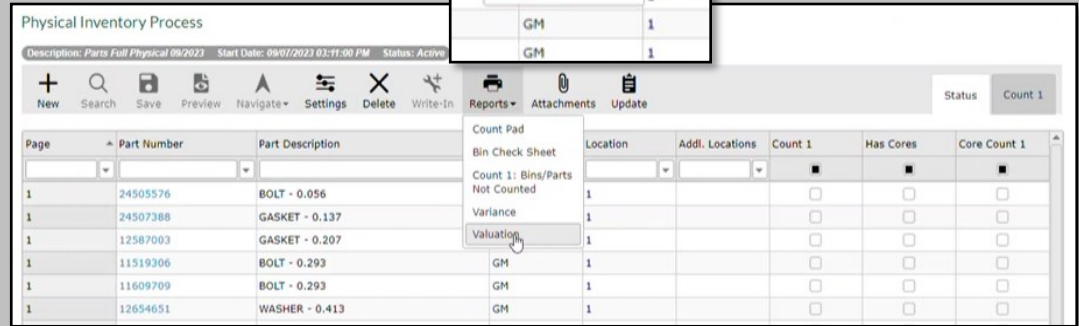 GM 1
GM 1
Physical Inventory Process
Description: Parts Full Physical 09/2023 Start Date: 09/07/2023 03:11:00 PM Status: Active
New Search Save Preview Navigate Settings Delete Write-In Reports Attachments Update Status Count 1
Page Part Number Part Description Location Addl. Locations Count 1 Has Cores Core Count 1
Count Pad
Bin Check Sheet
Count 1: Bins/Parts
Not Counted
Variance
Valuation
1 24505576 BOLT - 0.056 1
1 24507388 GASKET - 0.137 1
1 12587003 GASKET - 0.207 1
1 11519306 BOLT - 0.293 GM 1
1 11609709 BOLT - 0.293 GM 1
1 12654651 WASHER - 0.413 GM 1